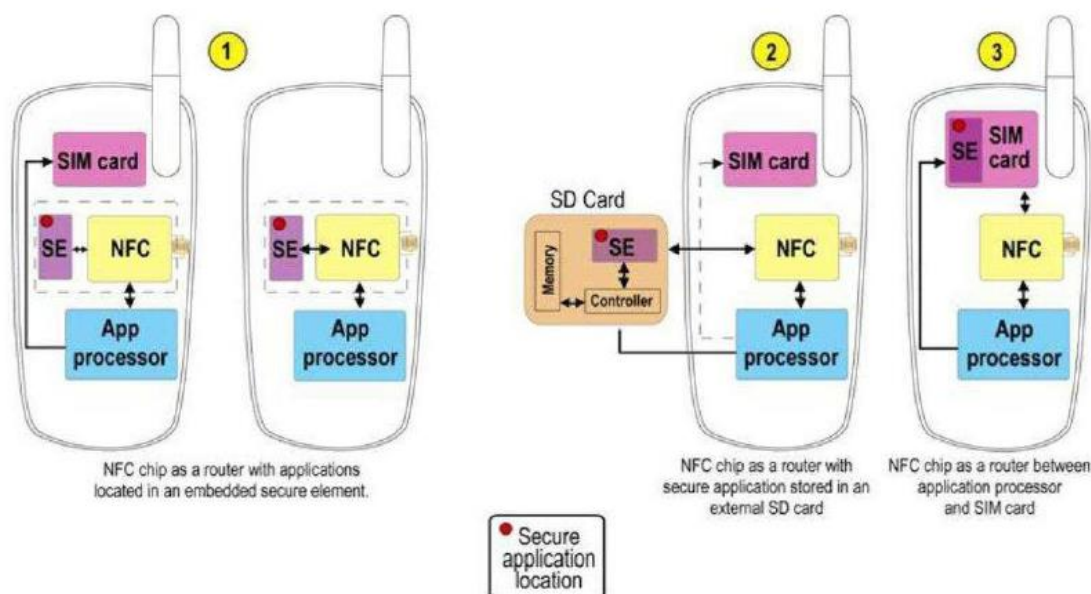 1
SIM card
SE
NFC
App
processor
SE
NFC
App
processor
NFC chip as a router with applications
located in an embedded secure element.
2
SIM card
SD Card
Memory
SE
Controller
NFC
App
processor
NFC chip as a router with
secure application stored in an
external SD card
3
SE
SIM
card
NFC
App
processor
NFC chip as a router between
application processor
and SIM card
Secure
application
location